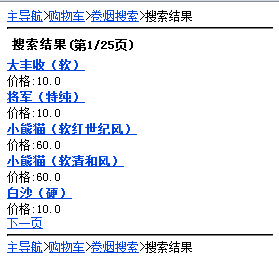 主导航>购物车>卷烟搜索>搜索结果
搜索结果(第1/25页)
大丰收（软）
价格:10.0
将军（特纯）
价格:10.0
小熊猫（软红世纪风）
价格:60.0
小熊猫（软清和风）
价格:60.0
白沙（硬）
价格:10.0
下一页
主导航>购物车>卷烟搜索>搜索结果